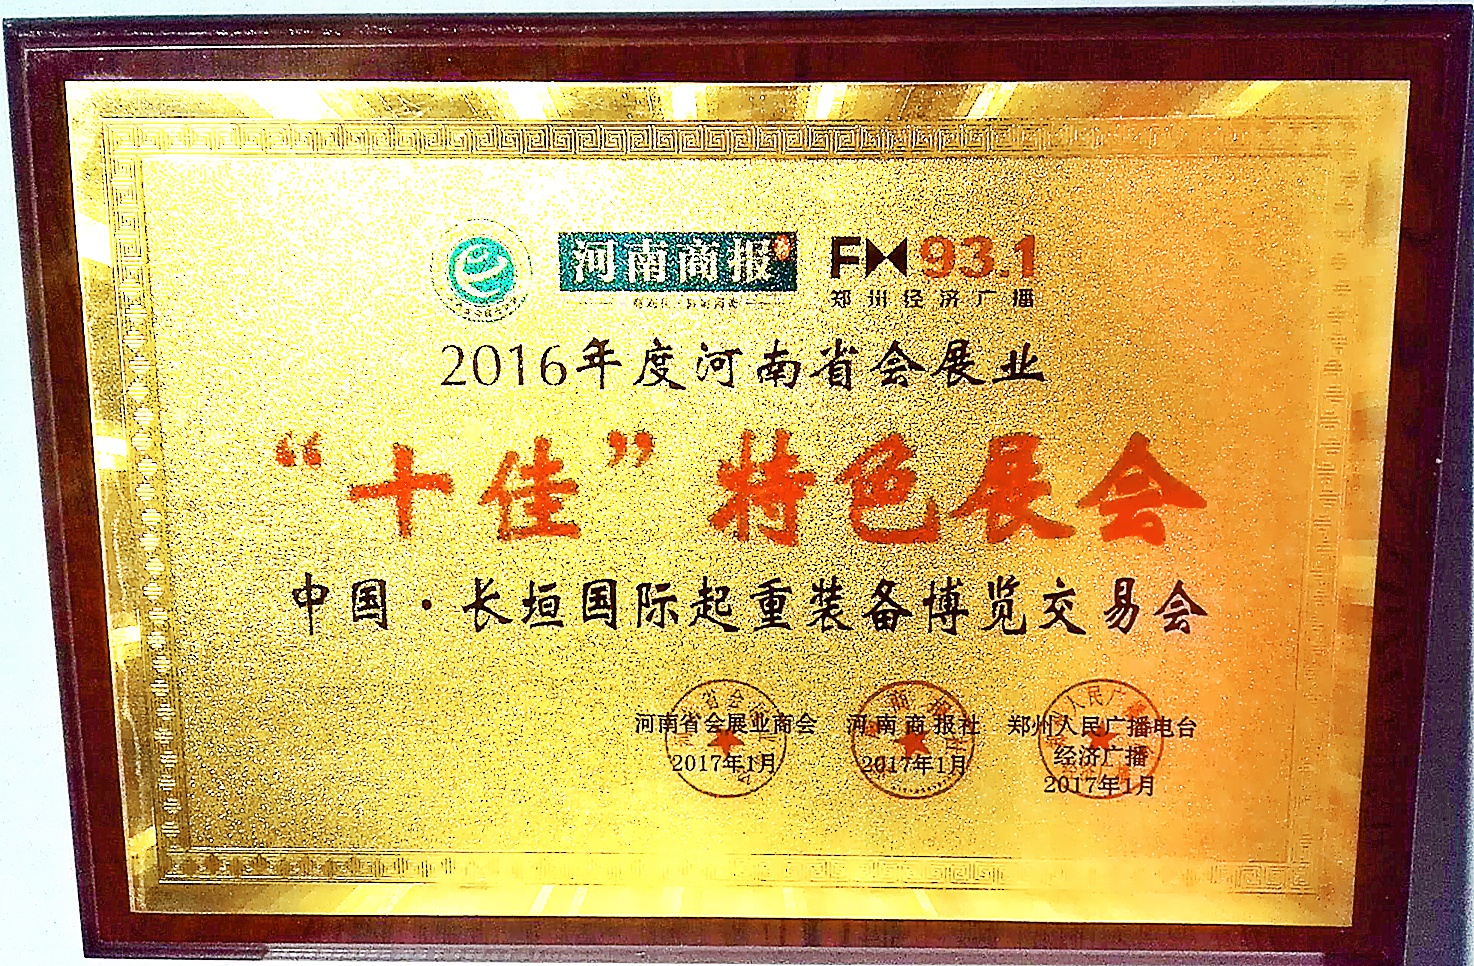 河南商报
FM93.1
郑州经济广播
2016年度河南省会展业
“十佳”特色展会
中国·长垣国际起重装备博览交易会
河南省会展业商会
2017年1月
河南商报社
2017年1月
郑州人民广播电台
经济广播
2017年1月